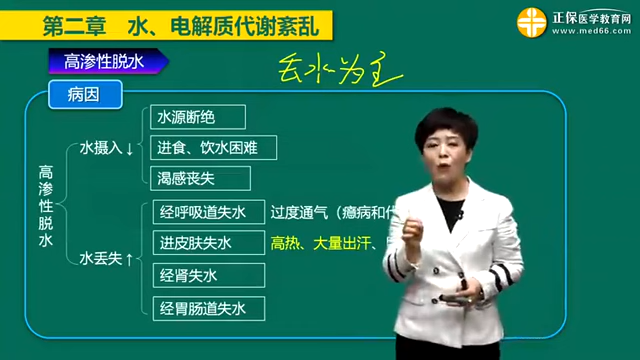 第二章 水、电解质代谢紊乱
正保医学教育网
www.med66.com
高渗性脱水
丢水为主
病因
高渗性脱水
水摄入↓
水源断绝
进食、饮水困难
渴感丧失
水丢失↑
经呼吸道失水 过度通气（癔病和代
经皮肤失水 高热、大量出汗、
经肾失水
经胃肠道失水